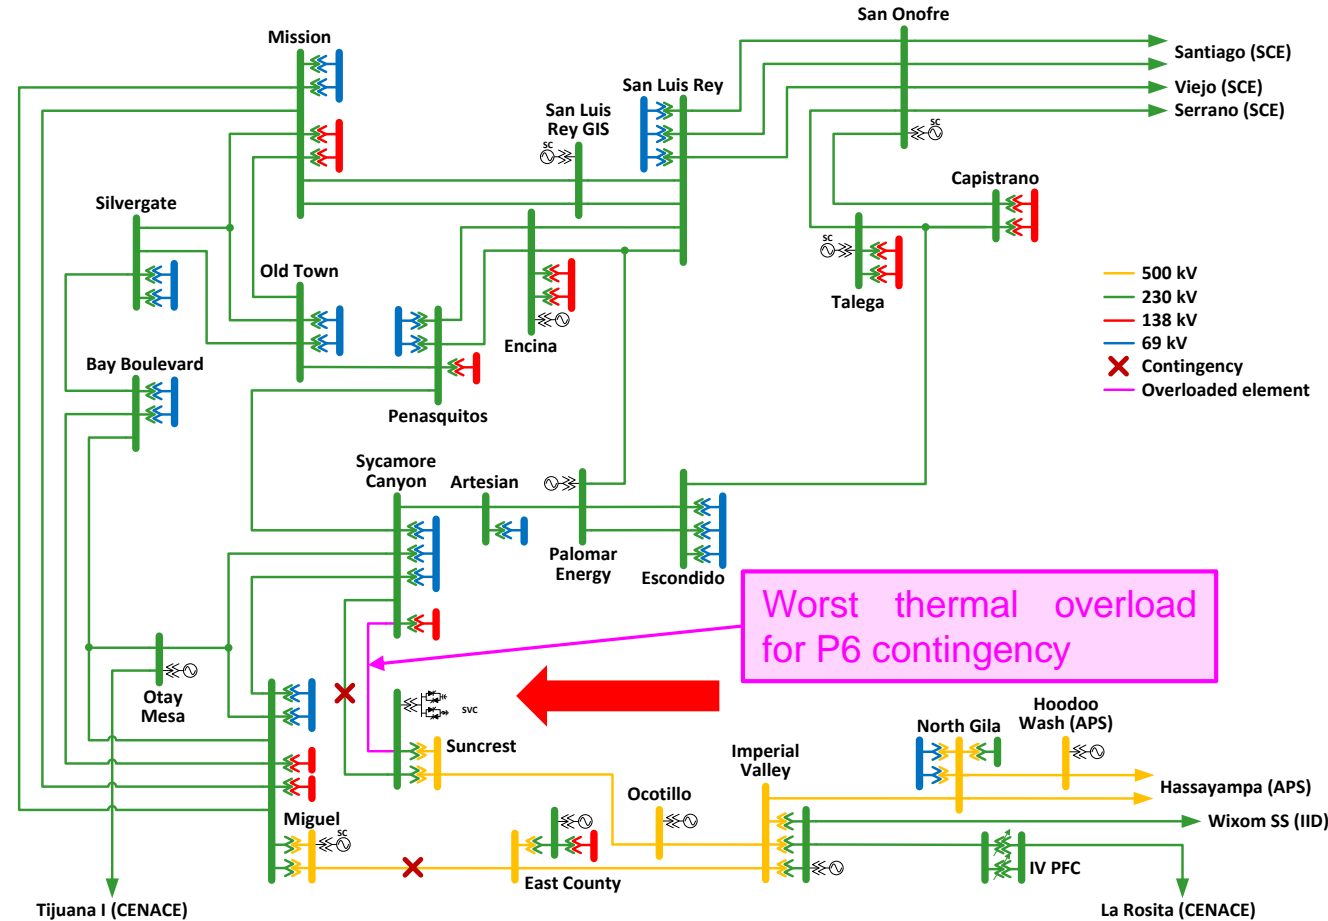 San Onofre
Mission
Santiago (SCE)
San Luis Rey
Viejo (SCE)
San Luis
Rey GIS
Serrano (SCE)
SC
SC
Capistrano
Silvergate
SC
Old Town
500 kV
230 kV
138 kV
69 kV
Contingency
Overloaded element
Talega
Encina
Bay Boulevard
Penasquitos
Sycamore
Canyon
Artesian
Palomar
Energy
Escondido
Worst thermal overload
for P6 contingency
Otay
Mesa
SVC
Suncrest
Hoodoo
Wash (APS)
North Gila
Imperial
Valley
Hassayampa (APS)
Ocotillo
Wixom SS (IID)
Miguel
SC
East County
IV PFC
Tijuana I (CENACE)
La Rosita (CENACE)